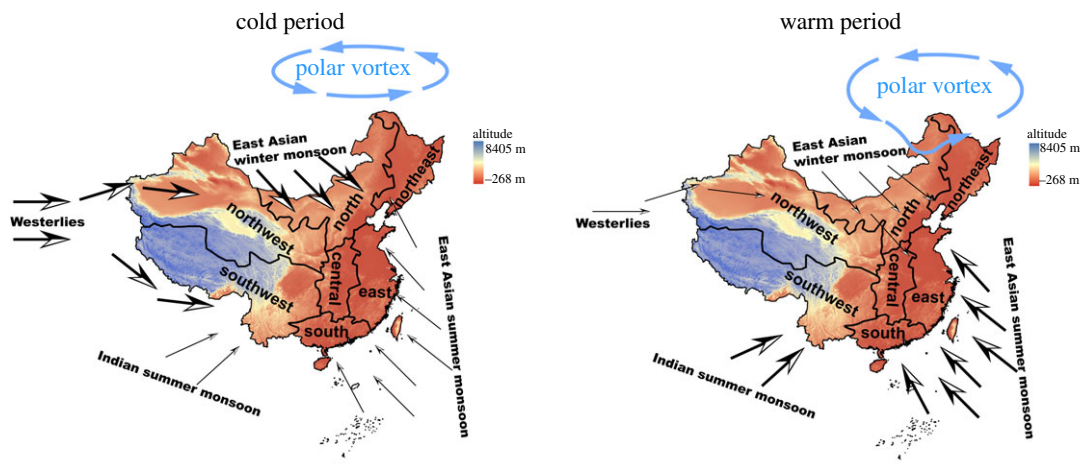 cold period
polar vortex
East Asian
winter monsoon
altitude
8405 m
–268 m
Westerlies
northwest
north
northeast
southwest
central
east
south
Indian summer monsoon
East Asian summer monsoon
warm period
polar vortex
East Asian
winter monsoon
altitude
8405 m
–268 m
Westerlies
northwest
north
northeast
southwest
central
east
south
Indian summer monsoon
East Asian summer monsoon